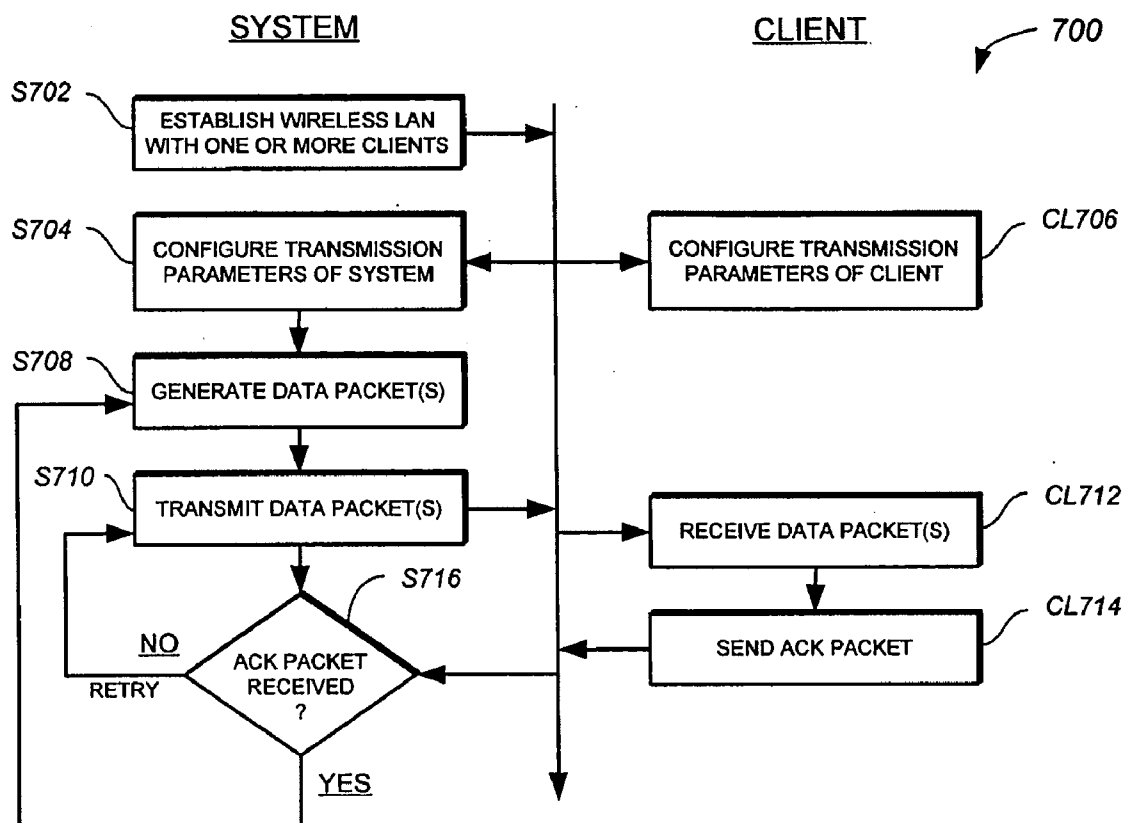 SYSTEM
CLIENT
700
S702
ESTABLISH WIRELESS LAN
WITH ONE OR MORE CLIENTS
S704
CONFIGURE TRANSMISSION
PARAMETERS OF SYSTEM
CL706
CONFIGURE TRANSMISSION
PARAMETERS OF CLIENT
S708
GENERATE DATA PACKET(S)
S710
TRANSMIT DATA PACKET(S)
CL712
RECEIVE DATA PACKET(S)
S716
CL714
SEND ACK PACKET
NO
RETRY
ACK PACKET
RECEIVED
?
YES